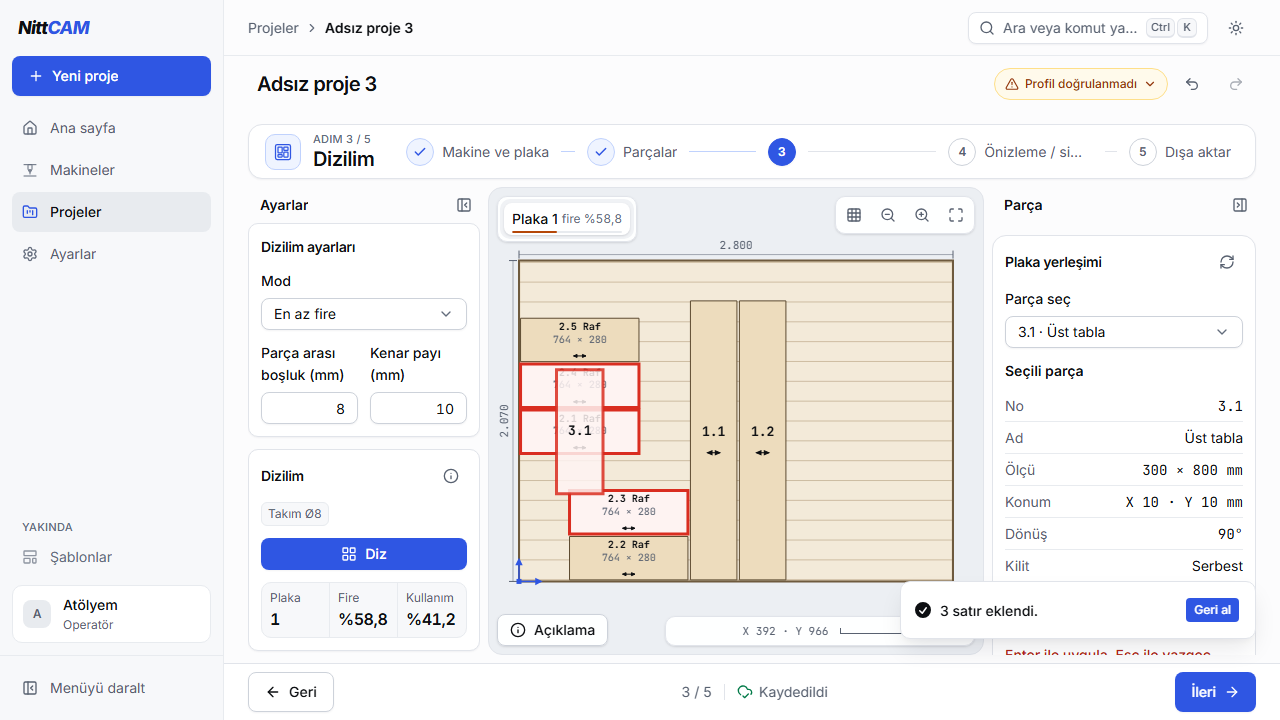 NittCAM
Yeni proje
Ana sayfa
Makineler
Projeler
Ayarlar
YAKINDA
Şablonlar
A
Atölyem
Operatör
Menüyü daralt
Projeler
Adsız proje 3
Ara veya komut ya...
Ctrl
K
Adsız proje 3
Profil doğrulanmadı
ADIM 3 / 5
Dizilim
Makine ve plaka
Parçalar
3
4
Önizleme / si...
5
Dışa aktar
Ayarlar
Dizilim ayarları
Mod
En az fire
Parça arası
boşluk (mm)
Kenar payı
(mm)
8
10
Dizilim
Takım Ø8
Diz
Plaka
1
Fire
%58,8
Kullanım
%41,2
Plaka 1 fire %58,8
2.800
2.070
2.5 Raf
764 × 280
3.1
1.1
1.2
2.3 Raf
764 × 280
2.2 Raf
764 × 280
Açıklama
X 392 · Y 966
Parça
Plaka yerleşimi
Parça seç
3.1 · Üst tabla
Seçili parça
No
3.1
Ad
Üst tabla
Ölçü
300 × 800 mm
Konum
X 10 · Y 10 mm
Dönüş
90°
Kilit
Serbest
3 satır eklendi.
Geri al
Geri
3 / 5
Kaydedildi
İleri